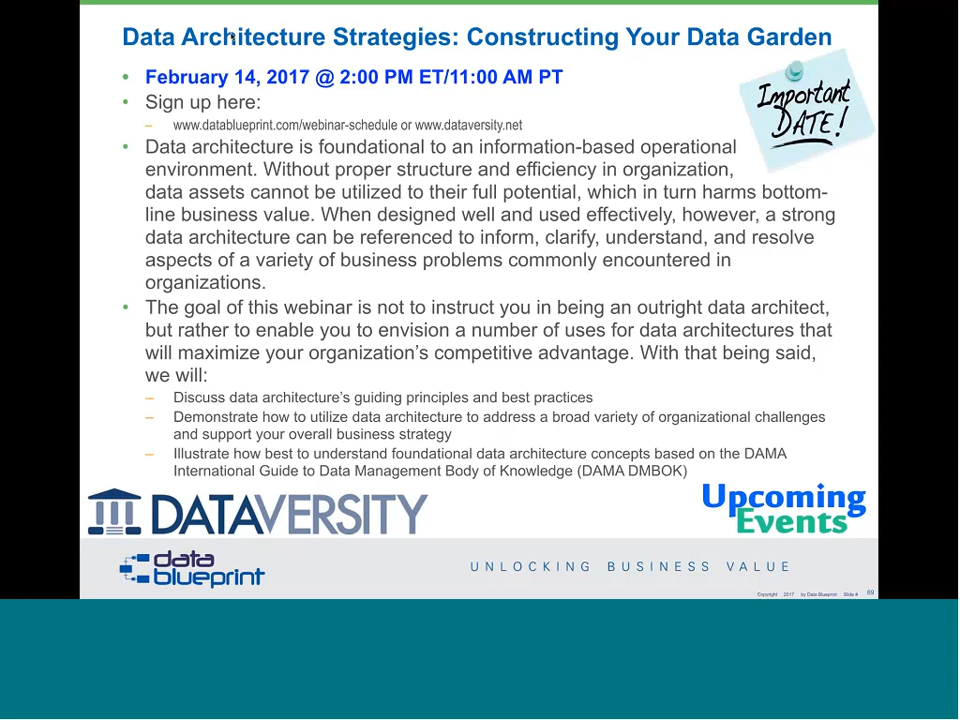 Data Architecture Strategies: Constructing Your Data Garden
• February 14, 2017 @ 2:00 PM ET/11:00 AM PT
• Sign up here:
– www.datablueprint.com/webinar-schedule or www.dataversity.net
Important
DATE!
• Data architecture is foundational to an information-based operational
environment. Without proper structure and efficiency in organization,
data assets cannot be utilized to their full potential, which in turn harms bottom-
line business value. When designed well and used effectively, however, a strong
data architecture can be referenced to inform, clarify, understand, and resolve
aspects of a variety of business problems commonly encountered in
organizations.
• The goal of this webinar is not to instruct you in being an outright data architect,
but rather to enable you to envision a number of uses for data architectures that
will maximize your organization's competitive advantage. With that being said,
we will:
– Discuss data architecture's guiding principles and best practices
– Demonstrate how to utilize data architecture to address a broad variety of organizational challenges
and support your overall business strategy
– Illustrate how best to understand foundational data architecture concepts based on the DAMA
International Guide to Data Management Body of Knowledge (DAMA DMBOK)
DATAVERSITY
Upcoming
Events
data
blueprint
UNLOCKING BUSINESS VALUE
Copyright 2017 by Data Blueprint Slide # 69